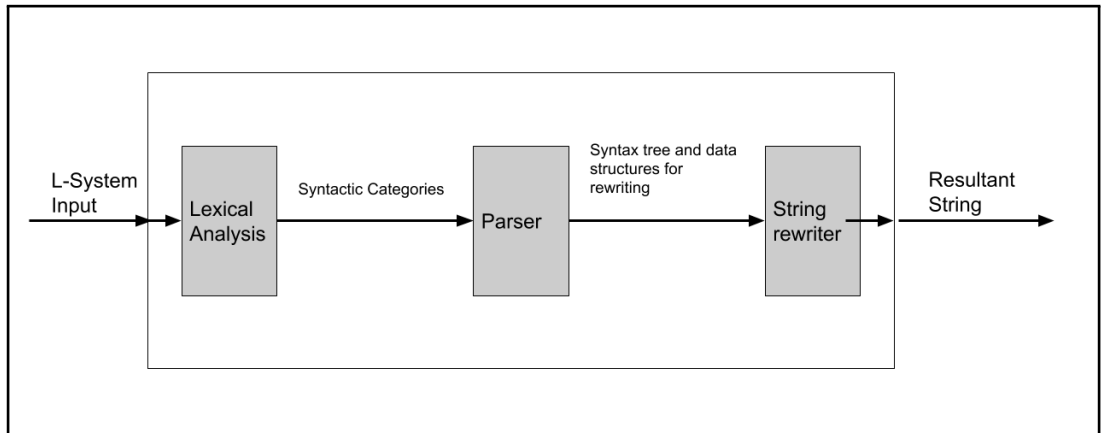 L-System
Input
Lexical
Analysis
Syntactic Categories
Parser
Syntax tree and data
structures for
rewriting
String
rewriter
Resultant
String